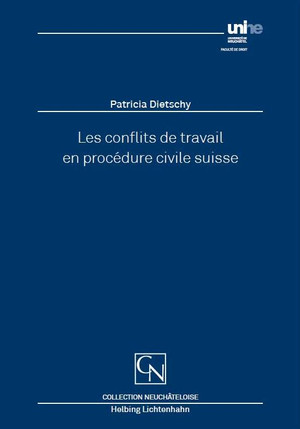 unine
UNIVERSITÉ DE
NEUCHÂTEL
FACULTÉ DE DROIT
Patricia Dietschy
Les conflits de travail
en procédure civile suisse
CN
COLLECTION NEUCHÂTELOISE
Helbing Lichtenhahn